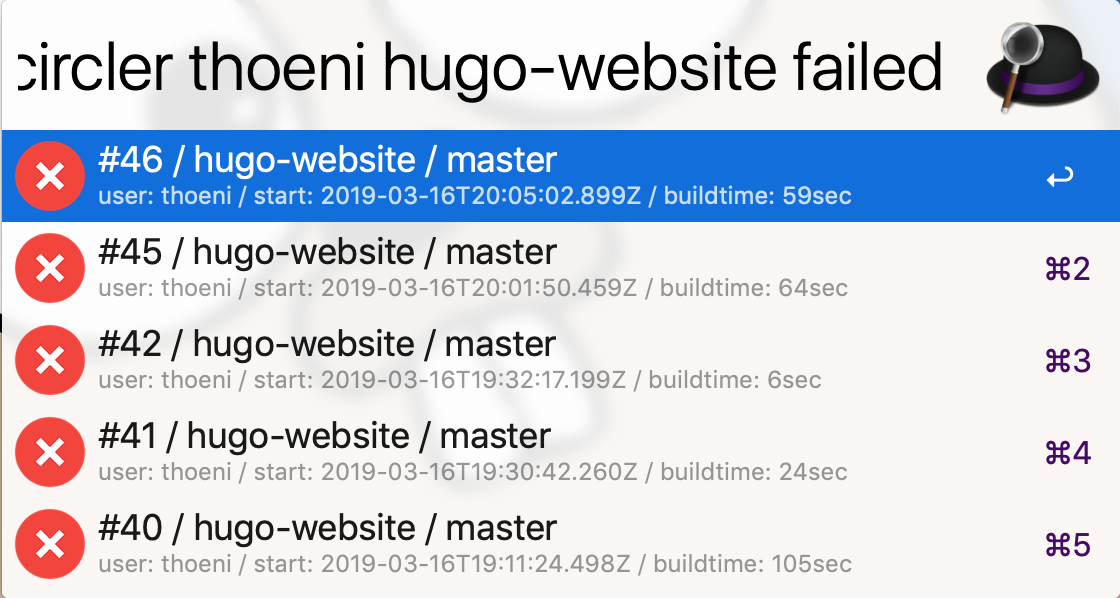 circler thoeni hugo-website failed
#46 / hugo-website / master
user: thoeni / start: 2019-03-16T20:05:02.899Z / buildtime: 59sec
#45 / hugo-website / master
user: thoeni / start: 2019-03-16T20:01:50.459Z / buildtime: 64sec
⌘2
#42 / hugo-website / master
user: thoeni / start: 2019-03-16T19:32:17.199Z / buildtime: 6sec
⌘3
#41 / hugo-website / master
user: thoeni / start: 2019-03-16T19:30:42.260Z / buildtime: 24sec
⌘4
#40 / hugo-website / master
user: thoeni / start: 2019-03-16T19:11:24.498Z / buildtime: 105sec
⌘5